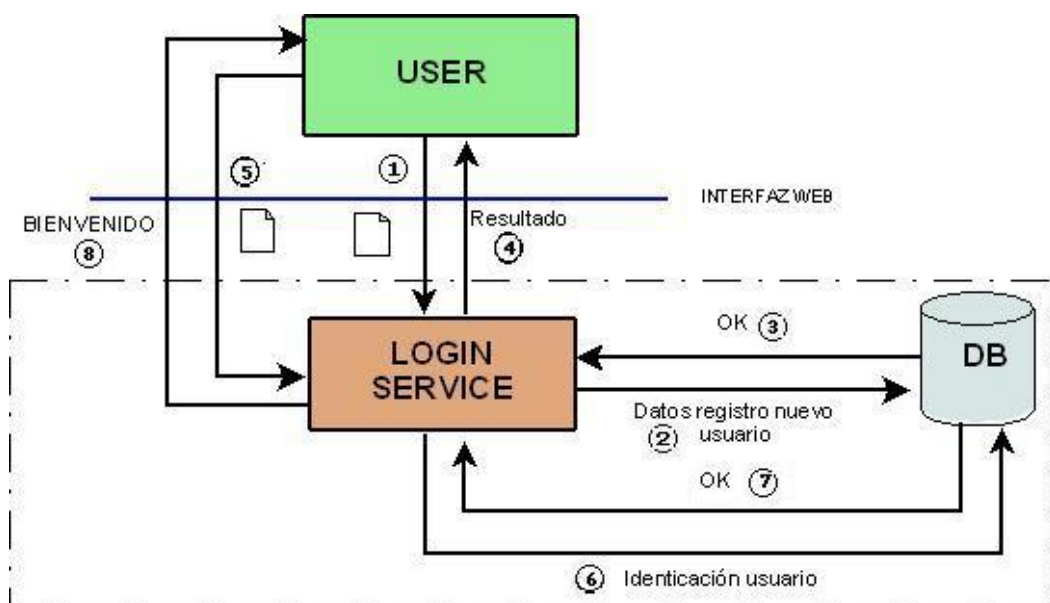 USER
5
1
INTERFAZ WEB
BIENVENIDO
8
Resultado
4
LOGIN
SERVICE
OK 3
DB
Datos registro nuevo
2 usuario
OK 7
6 Identicación usuario